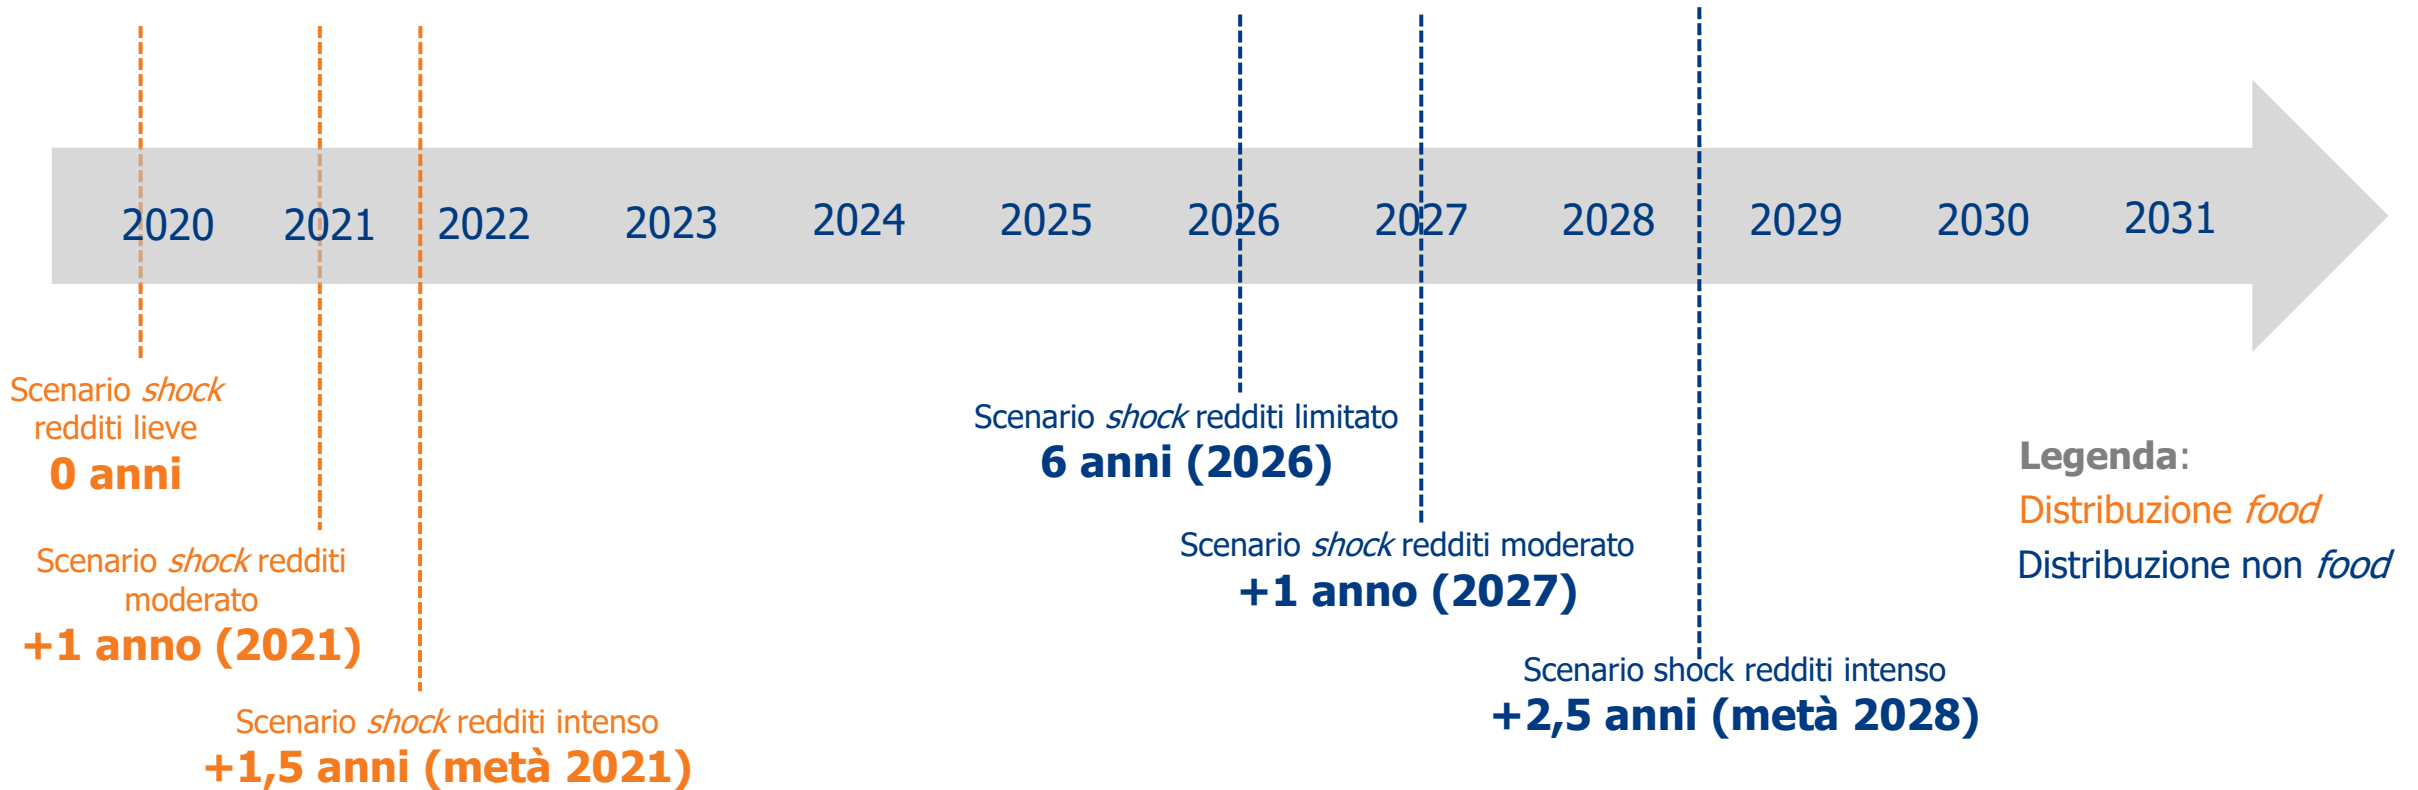 2020 2021 2022 2023 2024 2025 2026 2027 2028 2029 2030 2031
Scenario shock
redditi lieve
0 anni
Scenario shock redditi
moderato
+1 anno (2021)
Scenario shock redditi intenso
+1,5 anni (metà 2021)
Scenario shock redditi limitato
6 anni (2026)
Scenario shock redditi moderato
+1 anno (2027)
Scenario shock redditi intenso
+2,5 anni (metà 2028)
Legenda:
Distribuzione food
Distribuzione non food